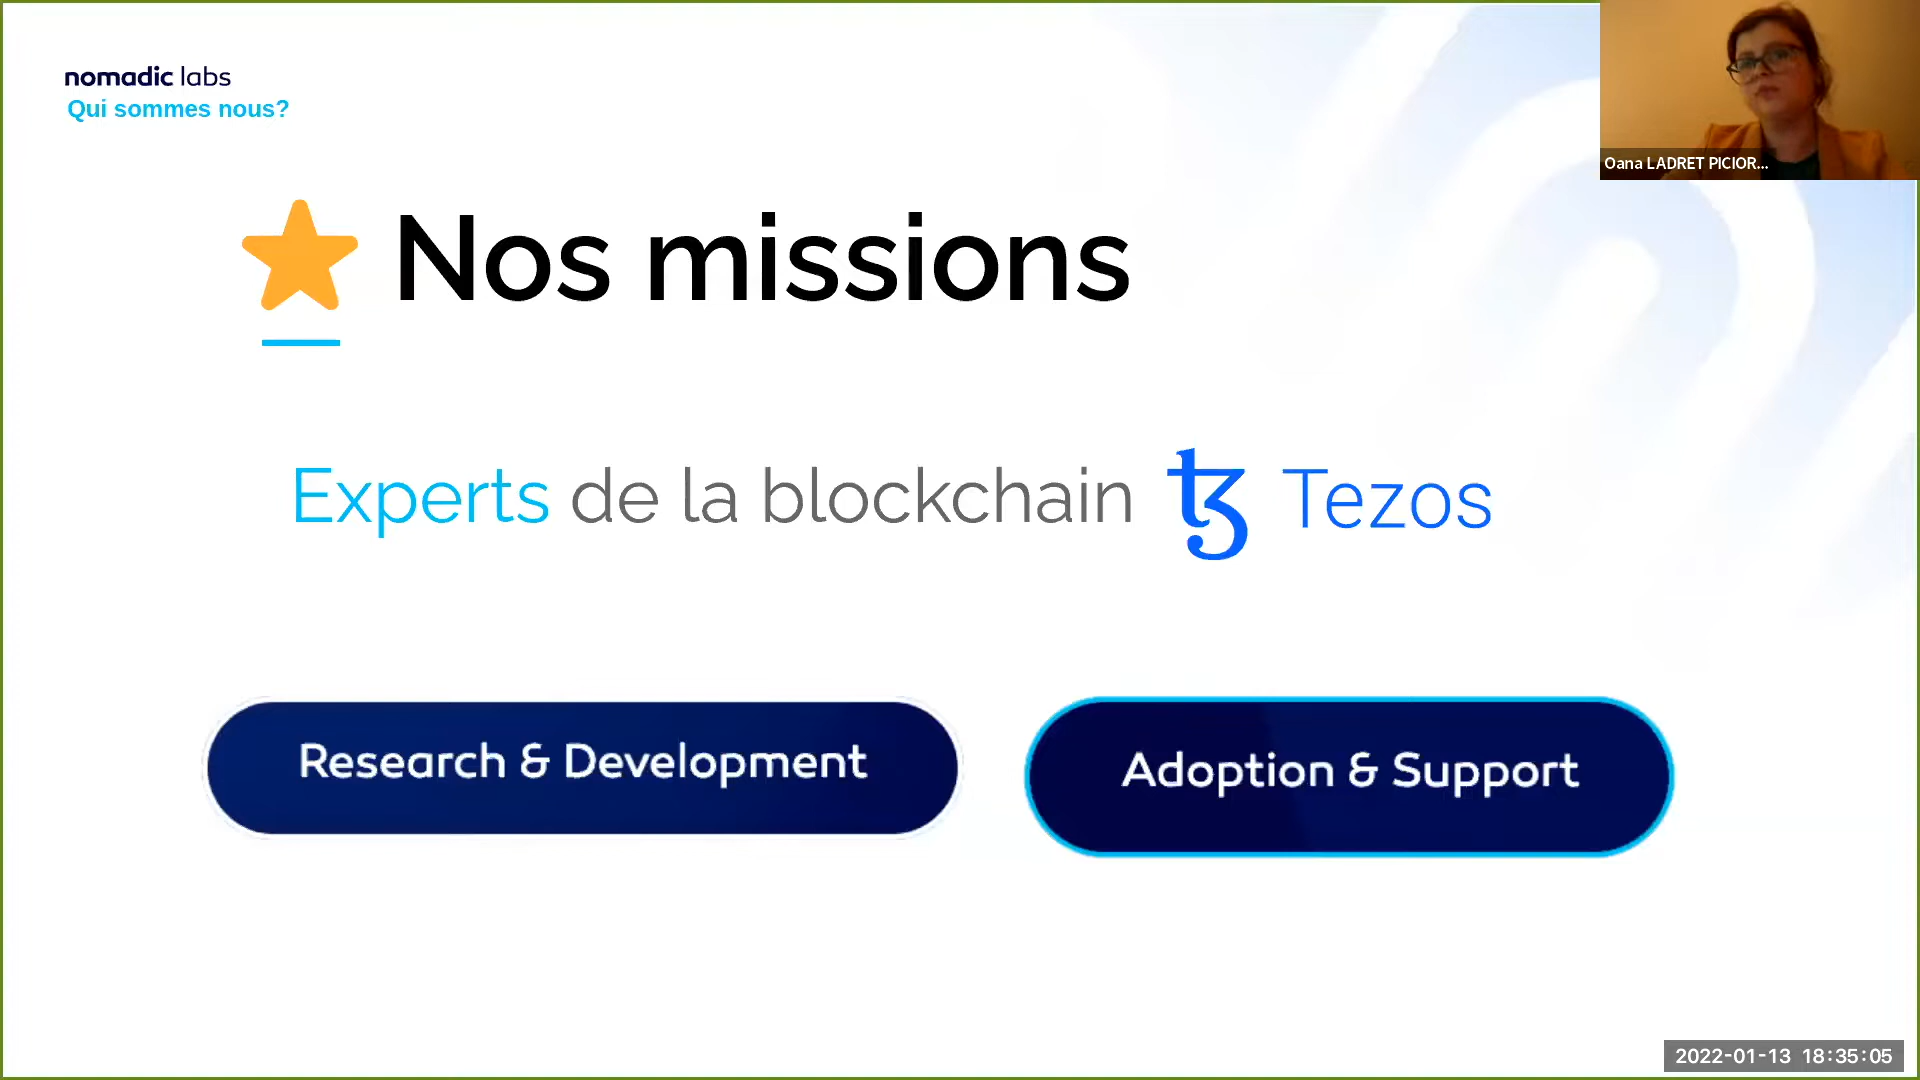 nomadic labs
Qui sommes nous?
Oana LADRET PICIOR...
Nos missions
Experts de la blockchain Tezos
Research & Development
Adoption & Support
2022-01-13 18:35:05